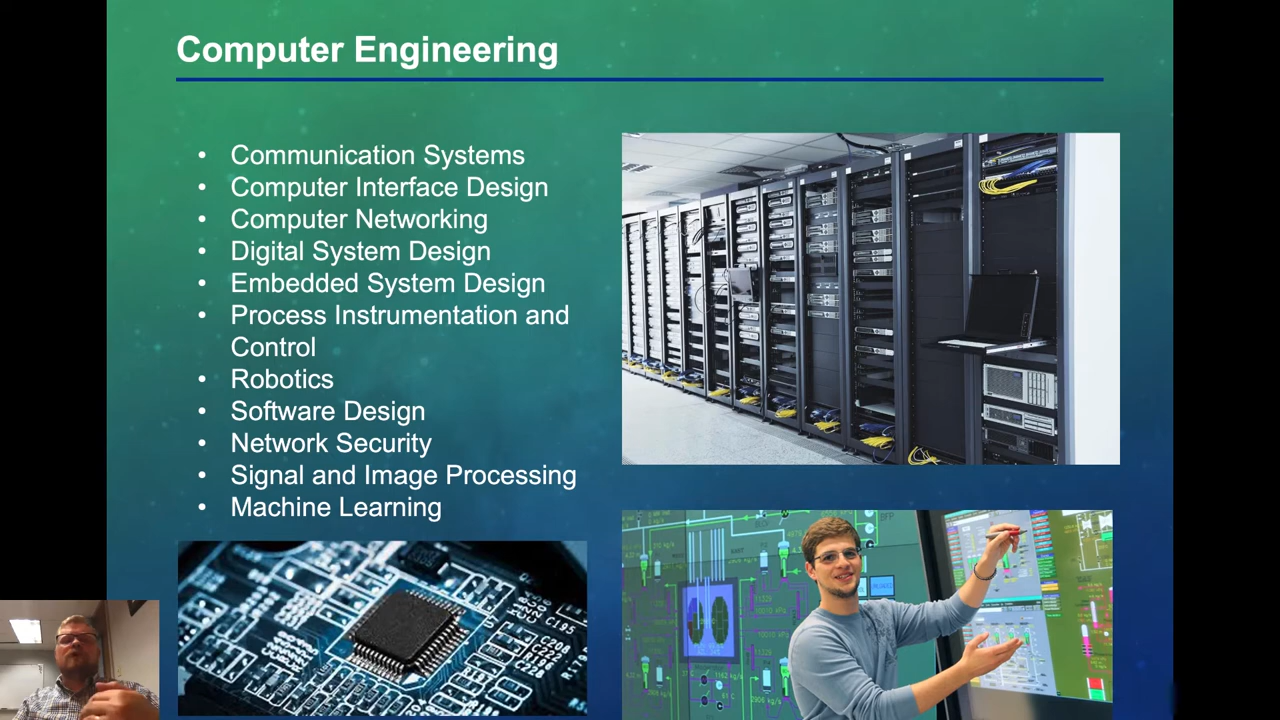 Computer Engineering
• Communication Systems
• Computer Interface Design
• Computer Networking
• Digital System Design
• Embedded System Design
• Process Instrumentation and
Control
• Robotics
• Software Design
• Network Security
• Signal and Image Processing
• Machine Learning
C195